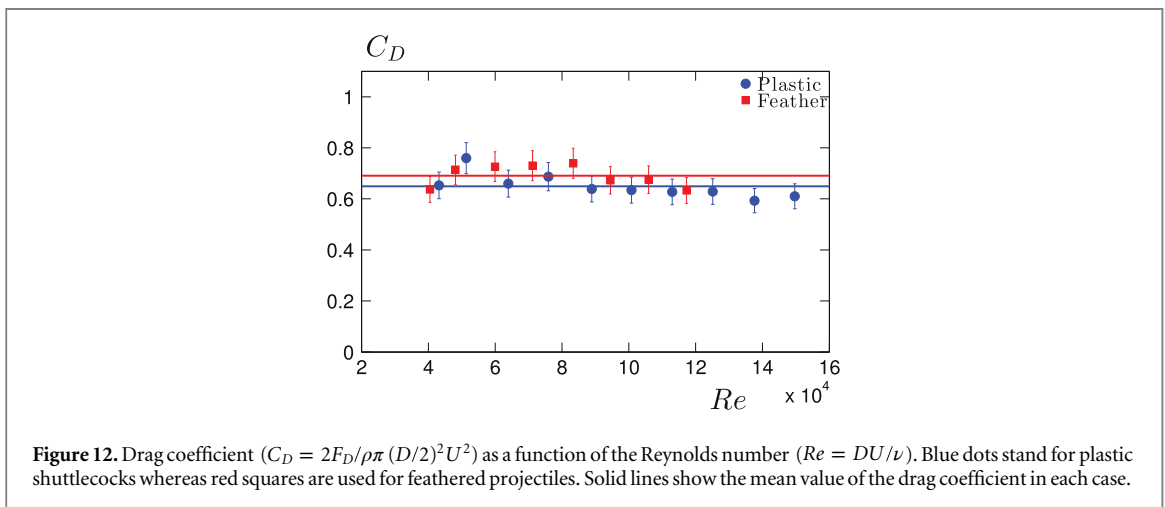 C_D
Plastic
Feather
1
0.8
0.6
0.4
0.2
0
2 4 6 8 10 12 14 16
Re x 10^4
Figure 12. Drag coefficient (C_D = 2F_D/ρπ (D/2)^2U^2) as a function of the Reynolds number (Re = DU/ν). Blue dots stand for plastic
shuttlecocks whereas red squares are used for feathered projectiles. Solid lines show the mean value of the drag coefficient in each case.